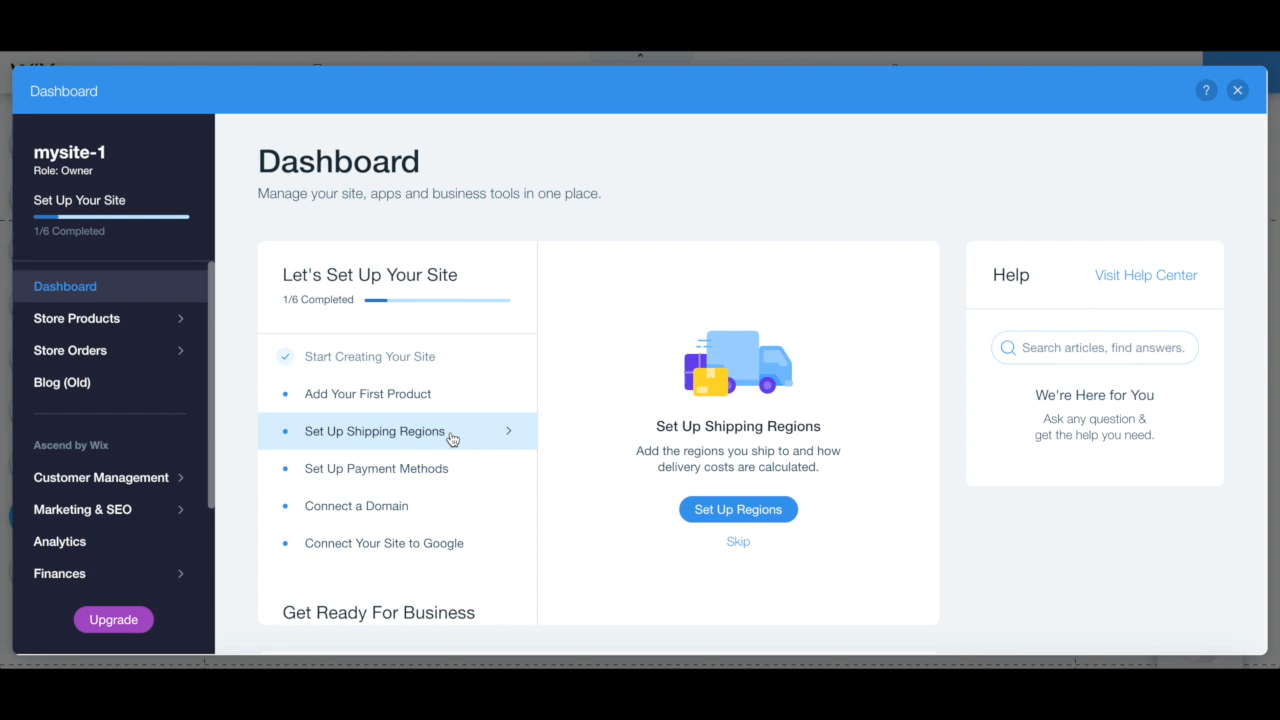 Dashboard
?
mysite-1
Role: Owner
Set Up Your Site
1/6 Completed
Dashboard
Store Products
Store Orders
Blog (Old)
Ascend by Wix
Customer Management
Marketing & SEO
Analytics
Finances
Upgrade
Dashboard
Manage your site, apps and business tools in one place.
Let's Set Up Your Site
1/6 Completed
Start Creating Your Site
Add Your First Product
Set Up Shipping Regions
Set Up Payment Methods
Connect a Domain
Connect Your Site to Google
Get Ready For Business
Set Up Shipping Regions
Add the regions you ship to and how
delivery costs are calculated.
Set Up Regions
Skip
Help
Visit Help Center
Search articles, find answers.
We're Here for You
Ask any question &
get the help you need.